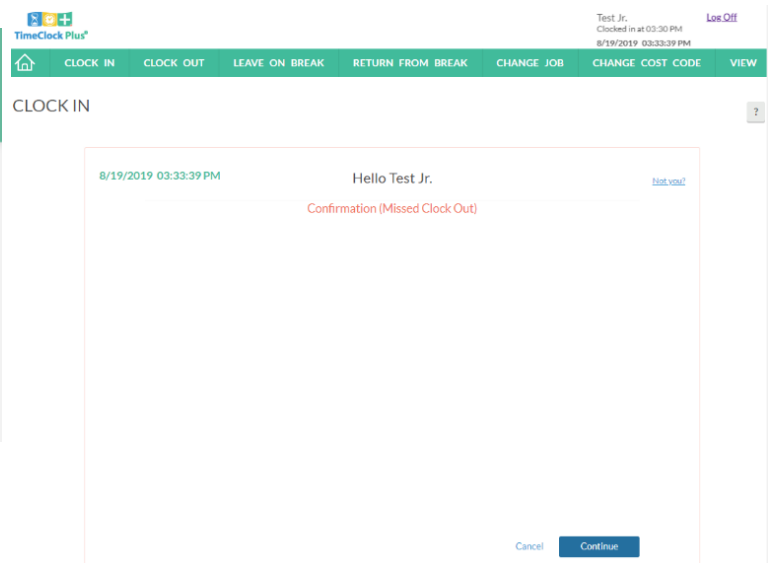 TimeClock Plus®
Test Jr.
Log Off
Clocked in at 03:30 PM
8/19/2019 03:33:39 PM
CLOCK IN CLOCK OUT LEAVE ON BREAK RETURN FROM BREAK CHANGE JOB CHANGE COST CODE VIEW
CLOCK IN
?
8/19/2019 03:33:39 PM
Hello Test Jr.
Not you?
Confirmation (Missed Clock Out)
Cancel
Continue